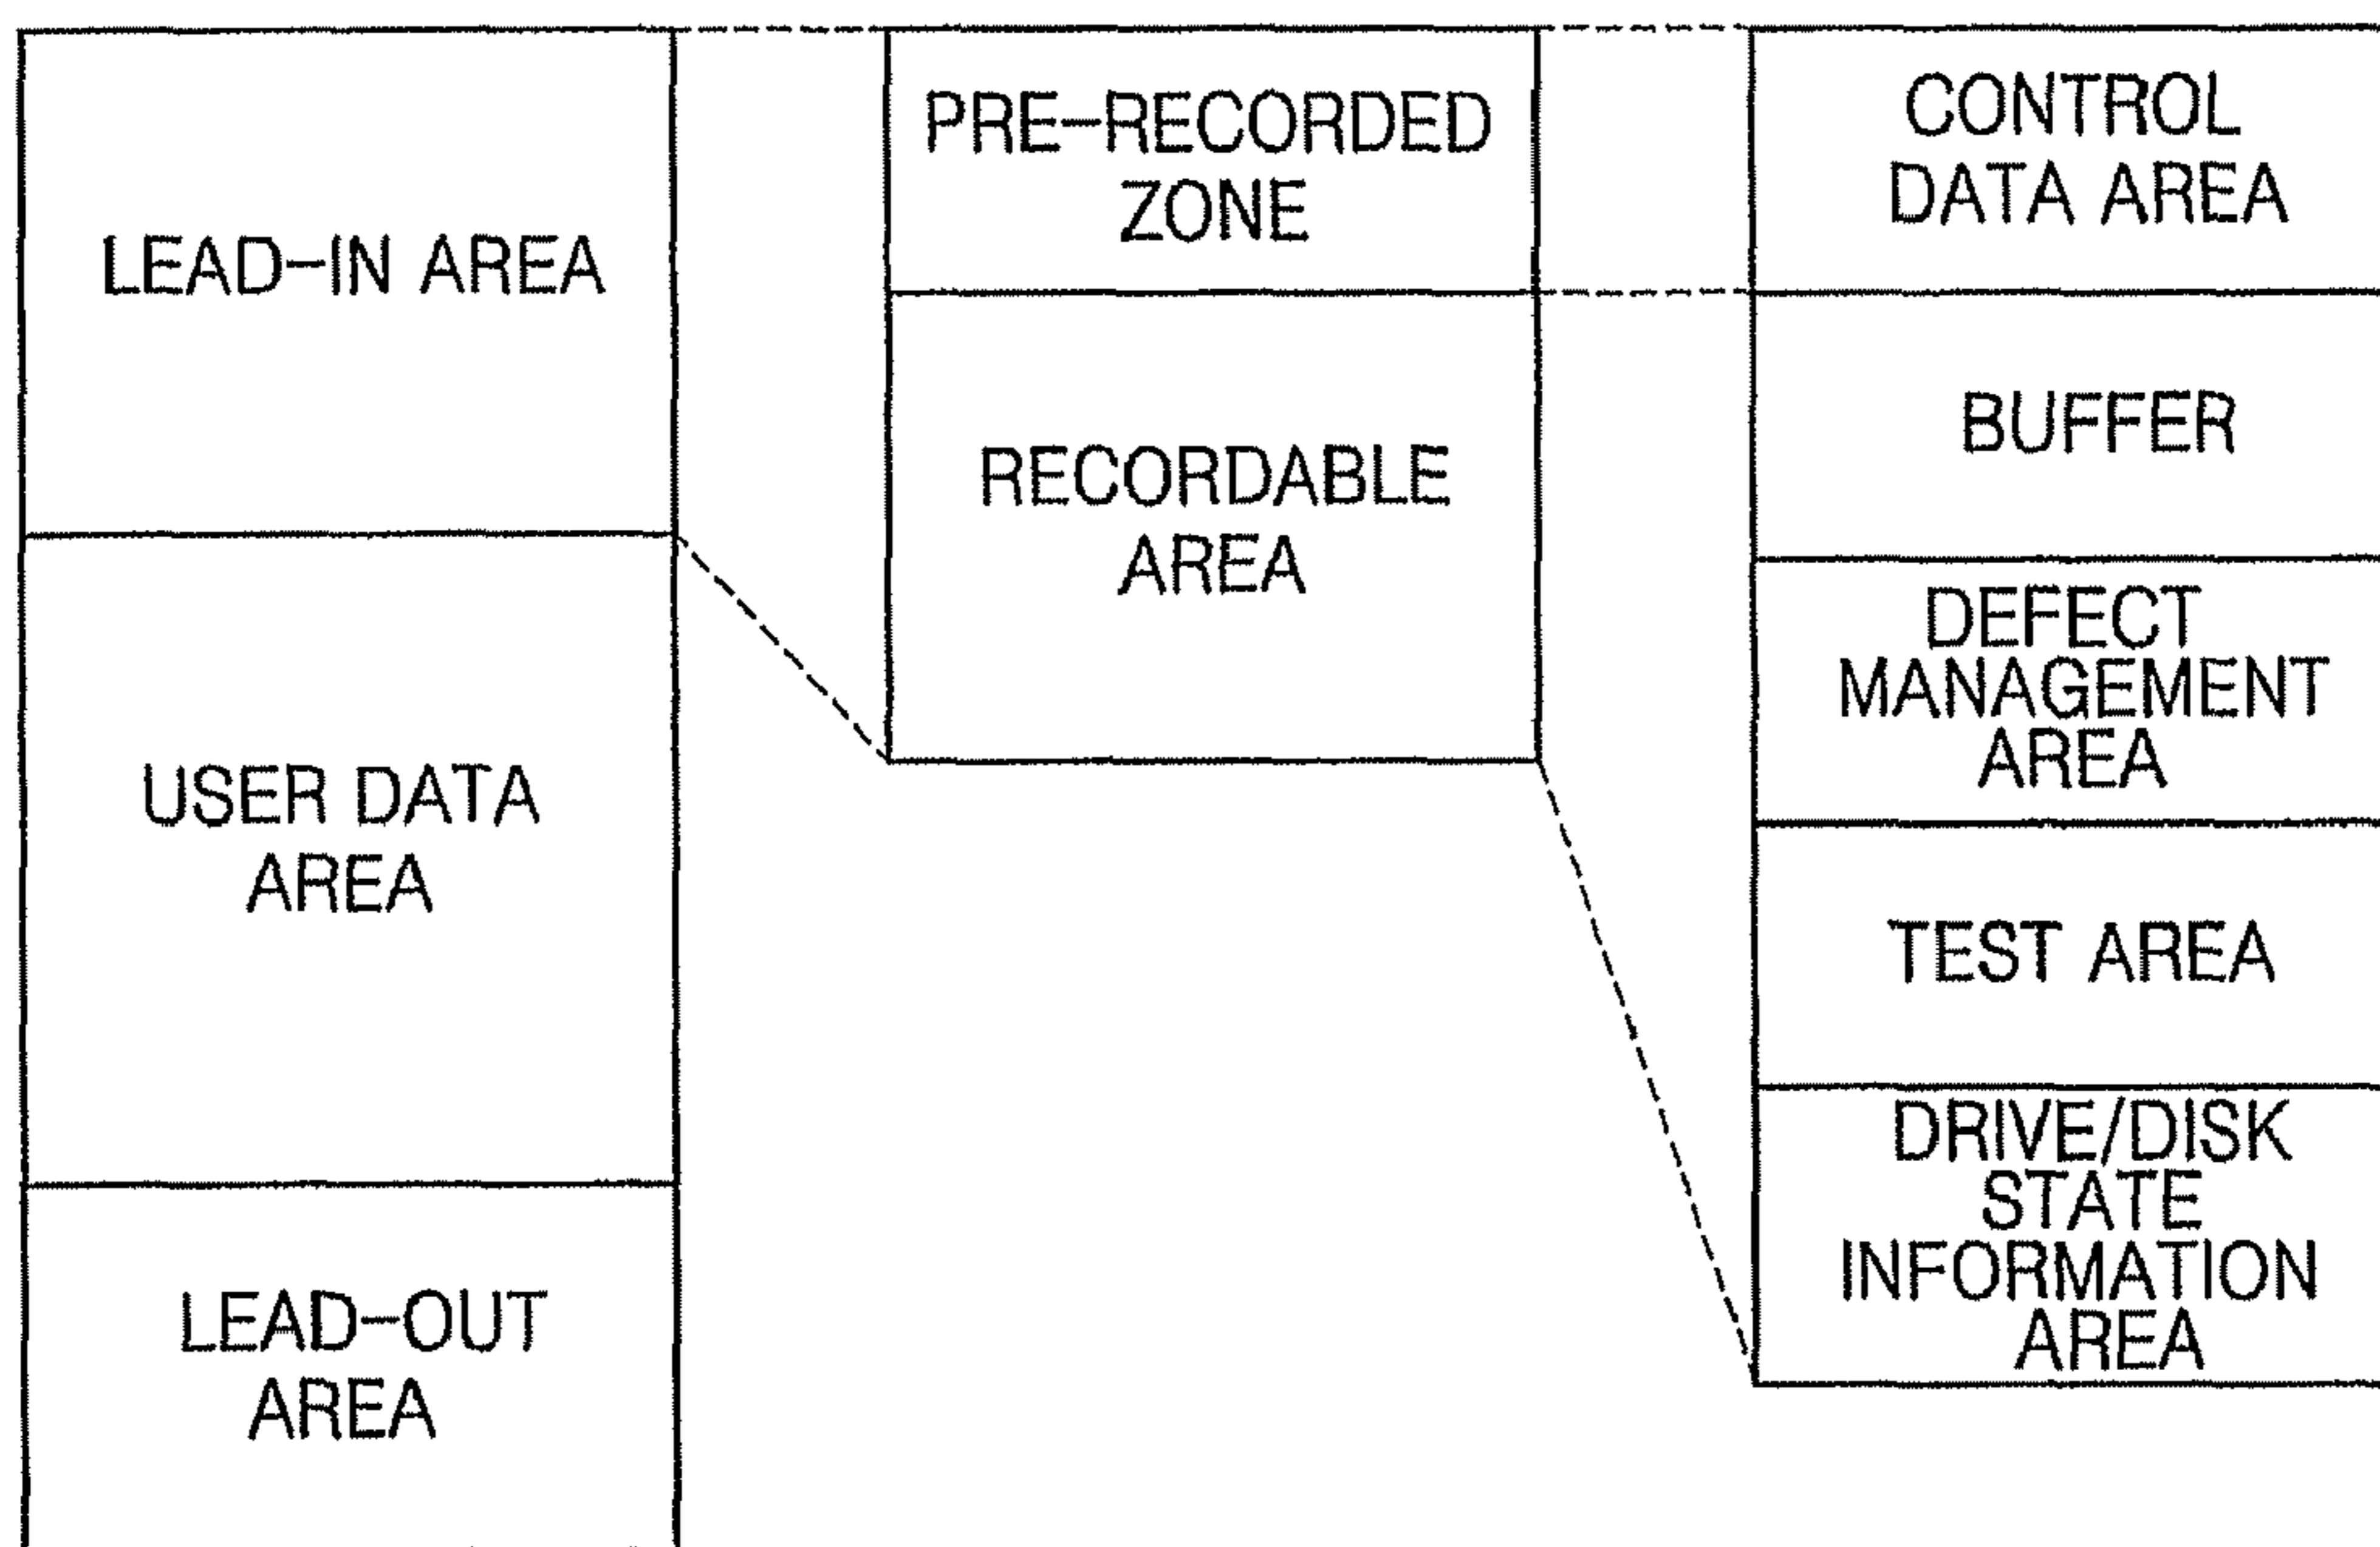 LEAD-IN AREA
USER DATA
AREA
LEAD-OUT
AREA
PRE-RECORDED
ZONE
RECORDABLE
AREA
CONTROL
DATA AREA
BUFFER
DEFECT
MANAGEMENT
AREA
TEST AREA
DRIVE/DISK
STATE
INFORMATION
AREA